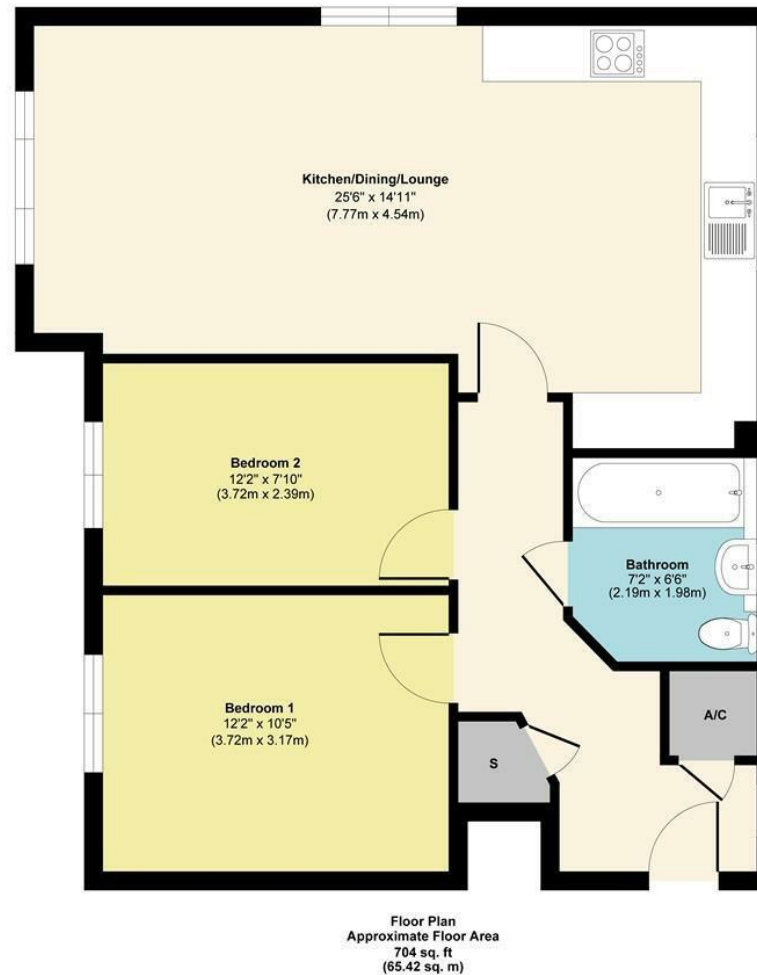 Kitchen/Dining/Lounge
25'6" x 14'11"
(7.77m x 4.54m)
Bedroom 2
12'2" x 7'10"
(3.72m x 2.39m)
Bathroom
7'2" x 6'6"
(2.19m x 1.98m)
Bedroom 1
12'2" x 10'5"
(3.72m x 3.17m)
A/C
S
Floor Plan
Approximate Floor Area
704 sq. ft
(65.42 sq. m)